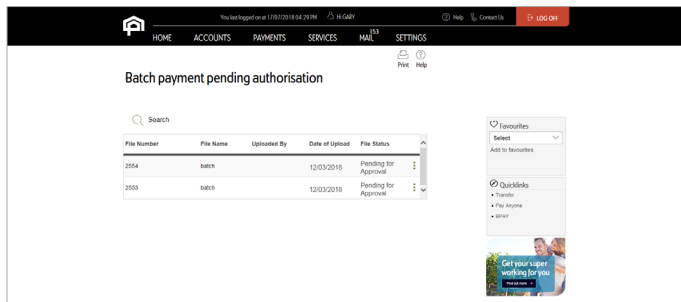 You last logged on at 17/07/2018 04:29 PM Hi GARY Help Contact Us LOG OFF
HOME ACCOUNTS PAYMENTS SERVICES MAIL 153 SETTINGS
Print Help
Batch payment pending authorisation
Search
File Number File Name Uploaded By Date of Upload File Status
2554 batch 12/03/2018 Pending for Approval
2553 batch 12/03/2018 Pending for Approval
Favourites
Select
Add to favourites
Quicklinks
Transfer
Pay Anyone
BPAY
Get your super
working for you
Find out more